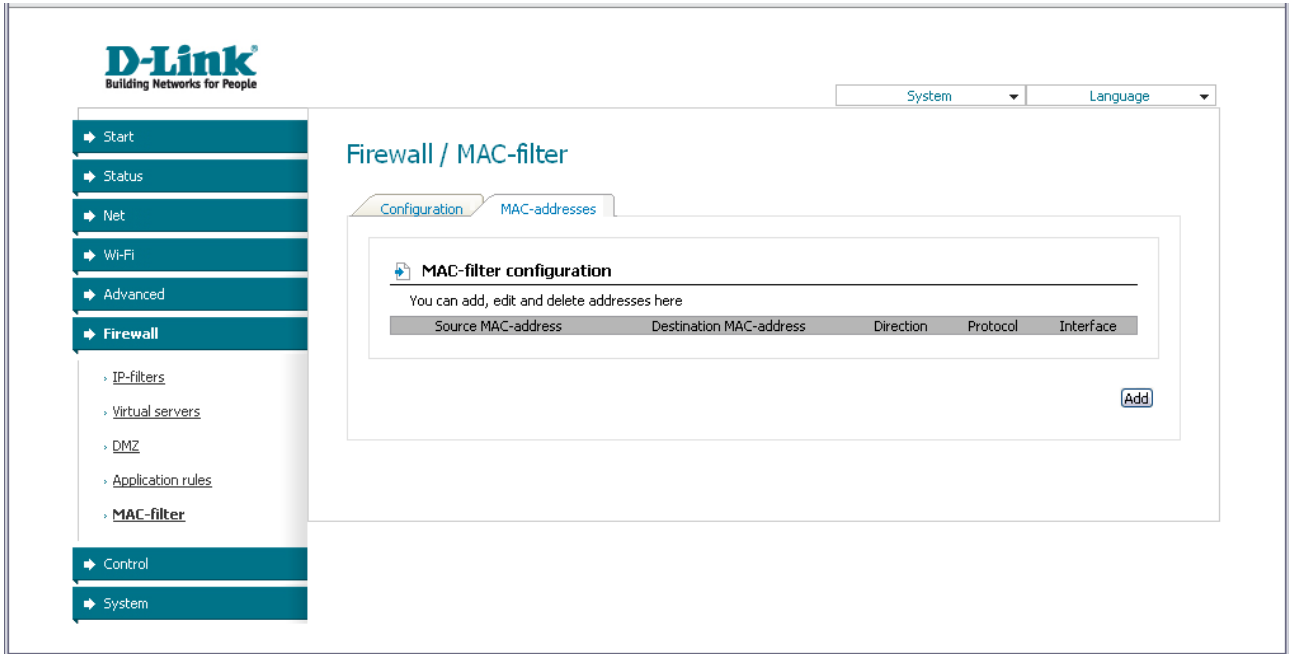 D-Link
Building Networks for People
System
Language
Start
Status
Net
Wi-Fi
Advanced
Firewall
IP-filters
Virtual servers
DMZ
Application rules
MAC-filter
Control
System
Firewall / MAC-filter
Configuration
MAC-addresses
MAC-filter configuration
You can add, edit and delete addresses here
Source MAC-address Destination MAC-address Direction Protocol Interface
Add